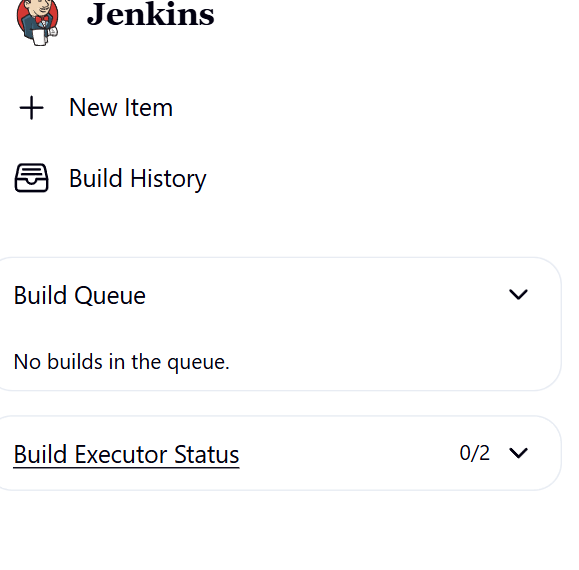 Jenkins
New Item
Build History
Build Queue
No builds in the queue.
Build Executor Status 0/2